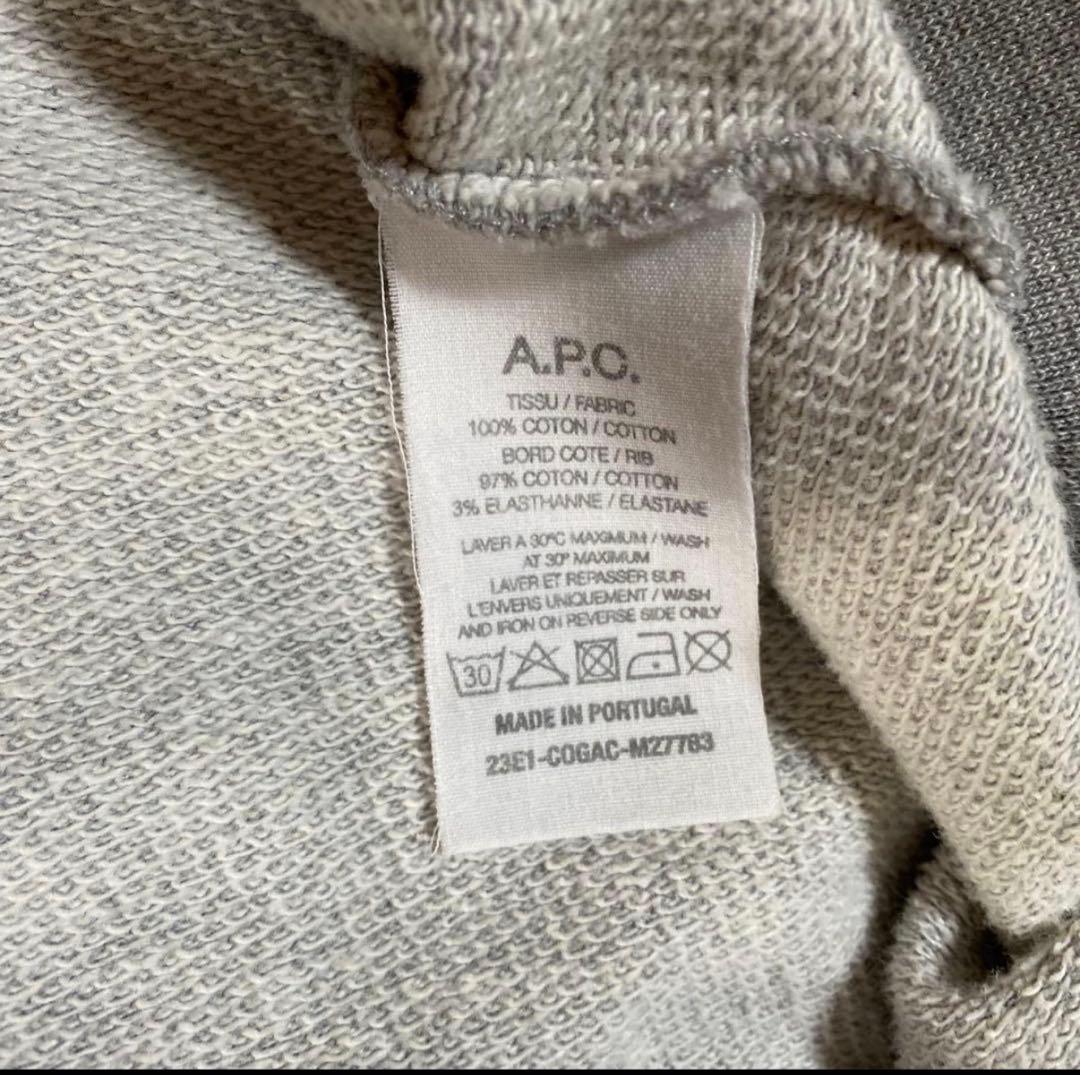 A.P.C.
TISSU / FABRIC
100% COTON / COTTON
BORD COTE / RIB
97% COTON / COTTON
3% ELASTHANNE / ELASTANE
LAVER A 30°C MAXIMUM / WASH
AT 30° MAXIMUM
LAVER ET REPASSER SUR
L'ENVERS UNIQUEMENT / WASH
AND IRON ON REVERSE SIDE ONLY
30
MADE IN PORTUGAL
23E1-COGAC-M27763